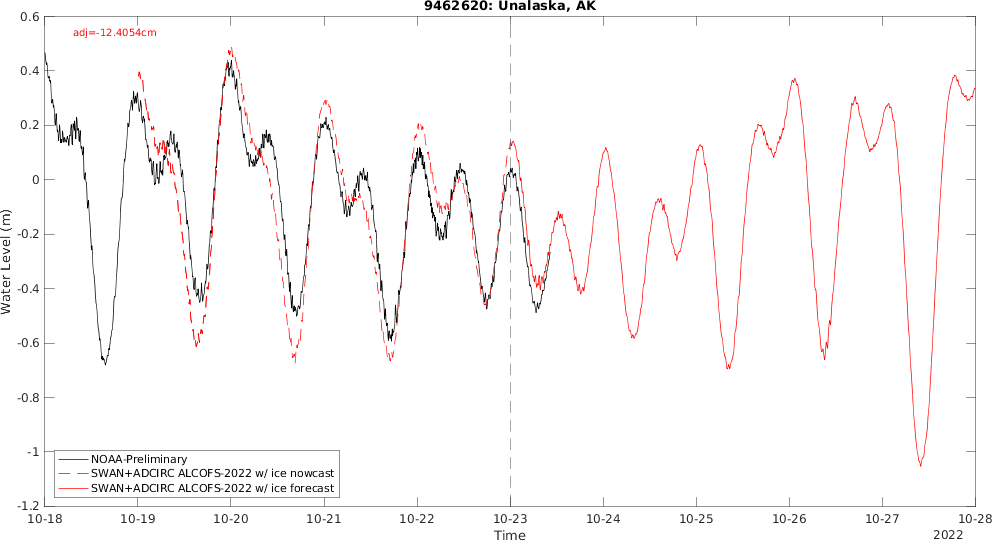 9462620: Unalaska, AK
adj=-12.4054cm
0.6
0.4
0.2
0
-0.2
-0.4
-0.6
-0.8
-1
-1.2
Water Level (m)
NOAA-Preliminary
SWAN+ADCIRC ALCOFS-2022 w/ ice nowcast
SWAN+ADCIRC ALCOFS-2022 w/ ice forecast
10-18 10-19 10-20 10-21 10-22 10-23 10-24 10-25 10-26 10-27 10-28
Time
2022